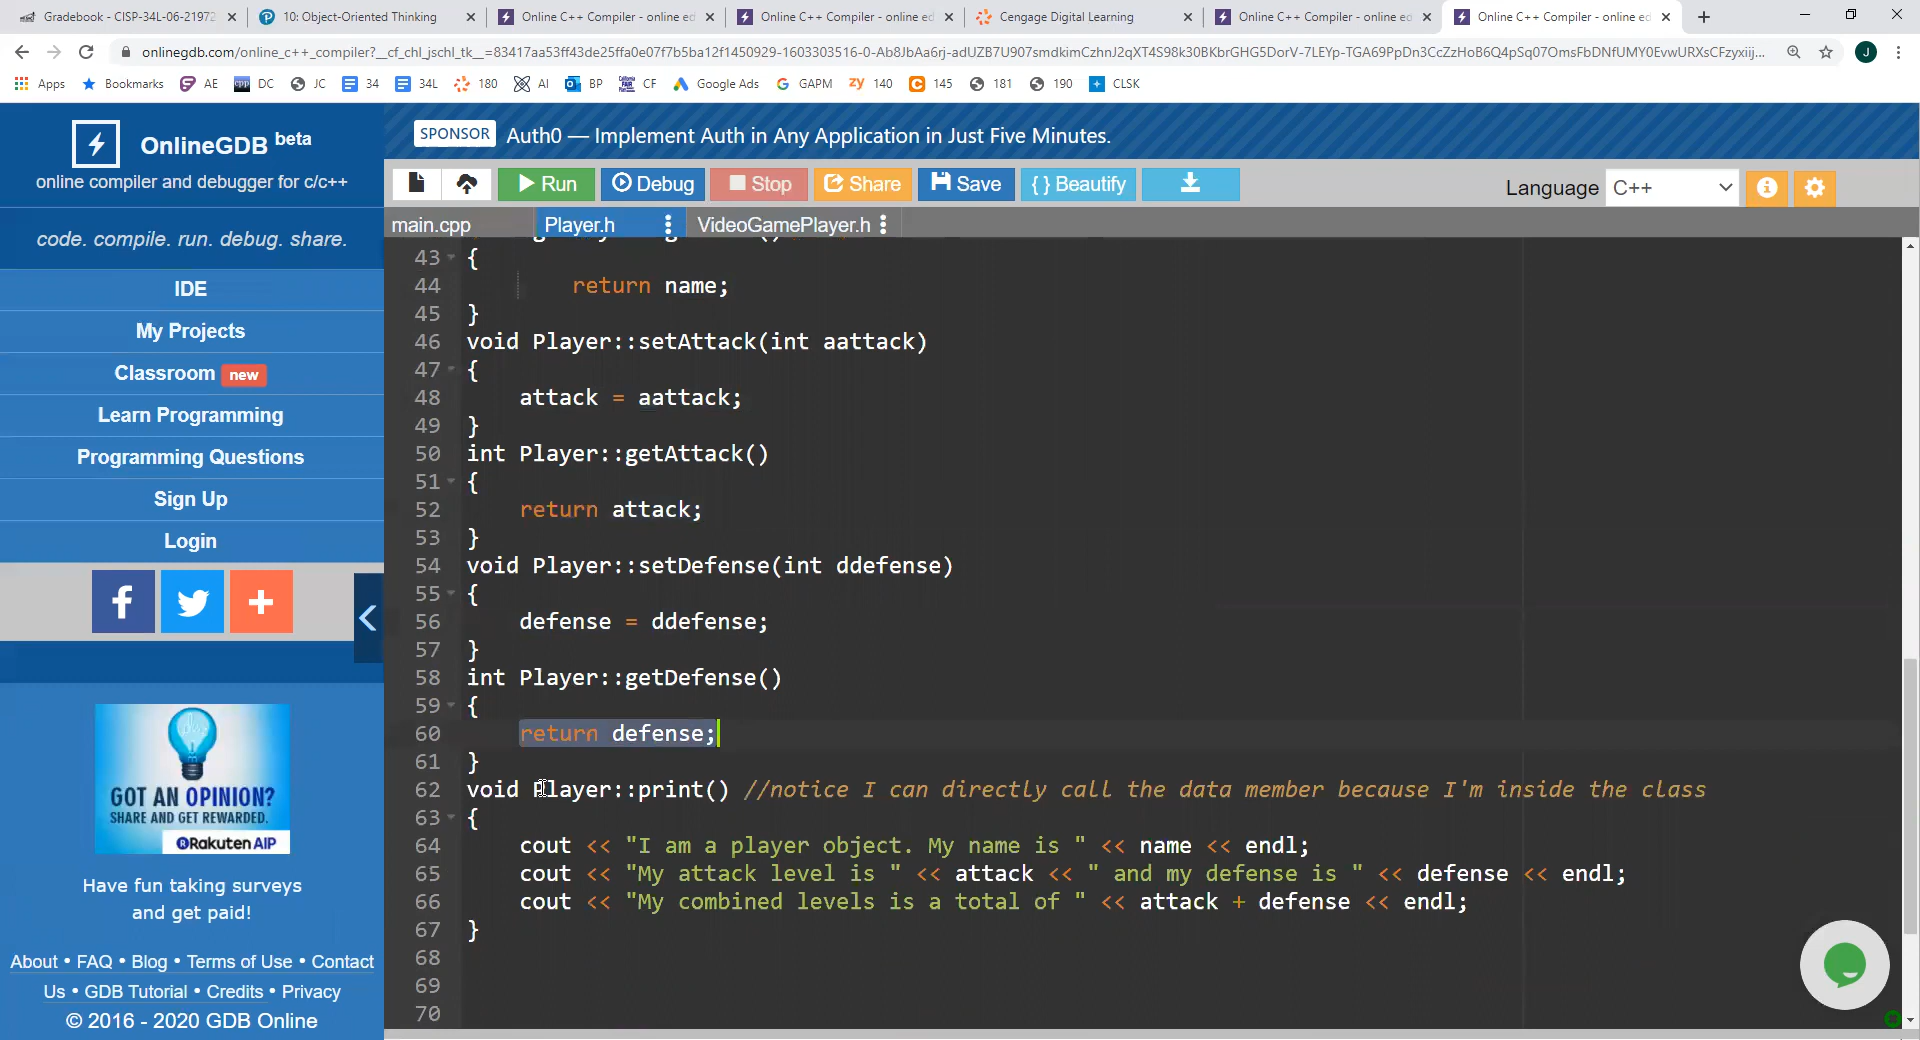 Gradebook - CISP-34L-06-21972
10: Object-Oriented Thinking
Online C++ Compiler - online ed
Online C++ Compiler - online ed
Cengage Digital Learning
Online C++ Compiler - online ed
Online C++ Compiler - online ed
onlinegdb.com/online_c++_compiler?
J
Apps
Bookmarks
AE
DC
JC
34
34L
180
AI
BP
CF
Google Ads
GAPM
zy 140
145
181
190
CLSK
OnlineGDB beta
online compiler and debugger for c/c++
code. compile. run. debug. share.
IDE
My Projects
Classroom new
Learn Programming
Programming Questions
Sign Up
Login
GOT AN OPINION?
SHARE AND GET REWARDED.
Rakuten AIP
Have fun taking surveys
and get paid!
About • FAQ • Blog • Terms of Use • Contact
Us • GDB Tutorial • Credits • Privacy
© 2016 - 2020 GDB Online
SPONSOR Auth0 — Implement Auth in Any Application in Just Five Minutes.
Run
Debug
Stop
Share
Save
{ } Beautify
Language C++
main.cpp
Player.h
VideoGamePlayer.h
43 {
44 return name;
45 }
46 void Player::setAttack(int aattack)
47 {
48 attack = aattack;
49 }
50 int Player::getAttack()
51 {
52 return attack;
53 }
54 void Player::setDefense(int ddefense)
55 {
56 defense = ddefense;
57 }
58 int Player::getDefense()
59 {
60 return defense;
61 }
62 void Player::print() //notice I can directly call the data member because I'm inside the class
63 {
64 cout << "I am a player object. My name is " << name << endl;
65 cout << "My attack level is " << attack << " and my defense is " << defense << endl;
66 cout << "My combined levels is a total of " << attack + defense << endl;
67 }
68
69
70